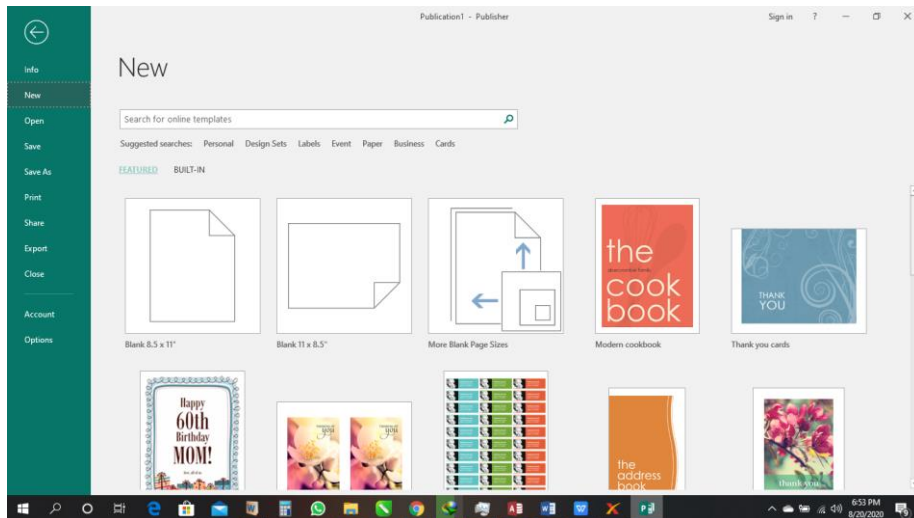 Publication1 - Publisher
Sign in ?
Info
New
Open
Save
Save As
Print
Share
Export
Close
Account
Options
New
Search for online templates
Suggested searches: Personal Design Sets Labels Event Paper Business Cards
FEATURED BUILT-IN
the
cook
book
THANK
YOU
Blank 8.5 x 11"
Blank 11 x 8.5"
More Blank Page Sizes
Modern cookbook
Thank you cards
Happy
60th
Birthday
MOM!
the
address
book
thank you
6:53 PM
8/20/2020